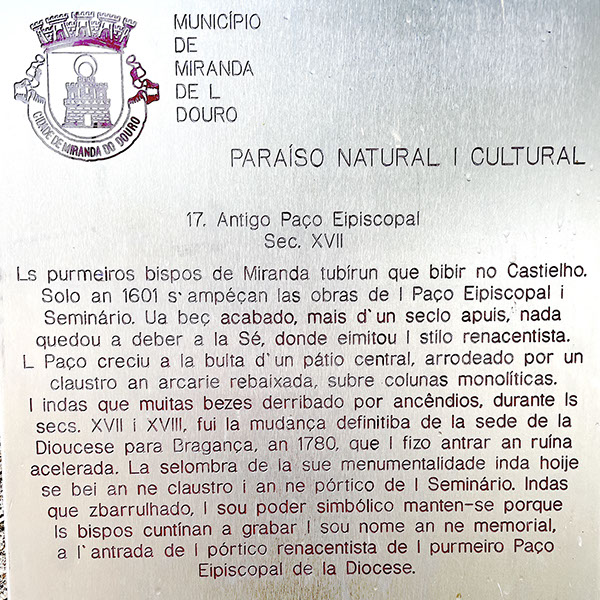 MUNICÍPIO
DE
MIRANDA
DE L
DOURO
CIDADE DE MIRANDA DO DOURO
PARAÍSO NATURAL I CULTURAL
17. Antigo Paço Eipiscopal
Sec. XVII
Ls purmeiros bispos de Miranda tubírun que bibir no Castielho.
Solo an 1601 s´ampéçan las obras de l Paço Eipiscopal i
Seminário. Ua beç acabado, mais d´un seclo apuis, nada
quedou a deber a la Sé, donde eimitou l stilo renacentista.
L Paço creciu a la bulta d´un pátio central, arrodeado por un
claustro an arcarie rebaixada, subre colunas monolíticas.
I indas que muitas bezes derribado por ancêndios, durante ls
secs. XVII i XVIII, fui la mudança definitiba de la sede de la
Dioucese para Bragança, an 1780, que l fizo antrar an ruína
acelerada. La selombra de la sue menumentalidade inda hoije
se bei an ne claustro i an ne pórtico de l Seminário. Indas
que zbarrulhado, l sou poder simbólico manten-se porque
ls bispos cuntínan a grabar l sou nome an ne memorial,
a l´antrada de l pórtico renacentista de l purmeiro Paço
Eipiscopal de la Diocese.